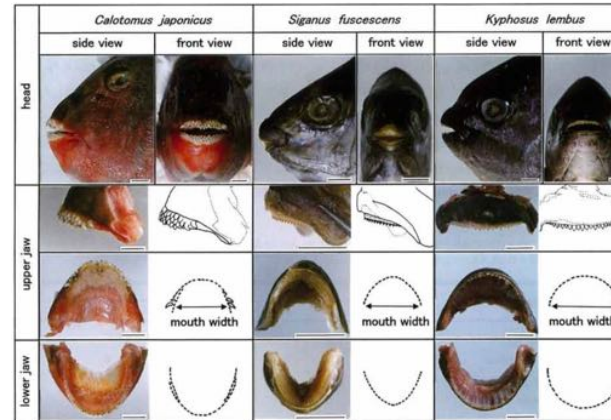 Calotomus japonicus
Siganus fuscescens
Kyphosus lembus
side view
front view
side view
front view
side view
front view
head
upper jaw
mouth width
mouth width
mouth width
lower jaw